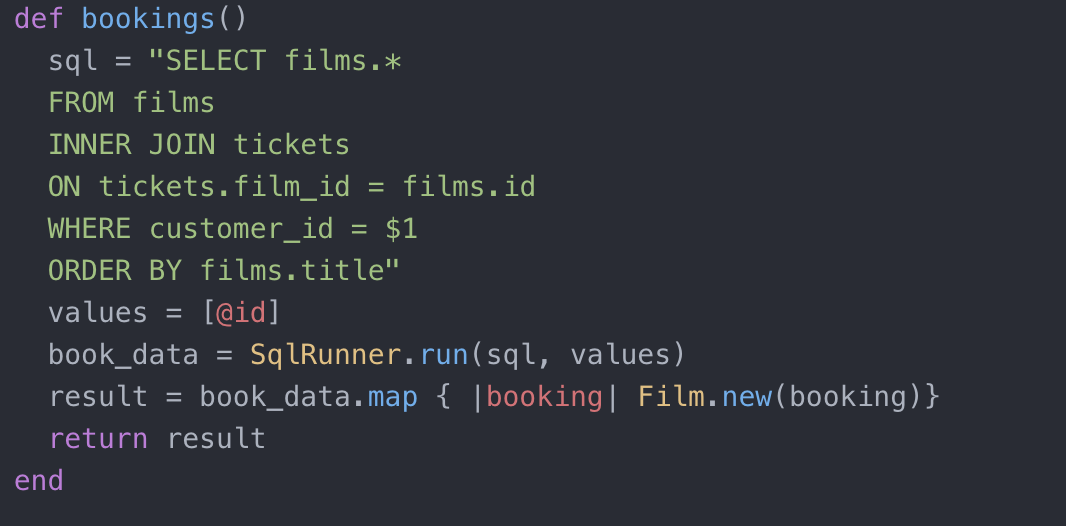 def bookings()
  sql = "SELECT films.*
  FROM films
  INNER JOIN tickets
  ON tickets.film_id = films.id
  WHERE customer_id = $1
  ORDER BY films.title"
  values = [@id]
  book_data = SqlRunner.run(sql, values)
  result = book_data.map { |booking| Film.new(booking)}
  return result
end